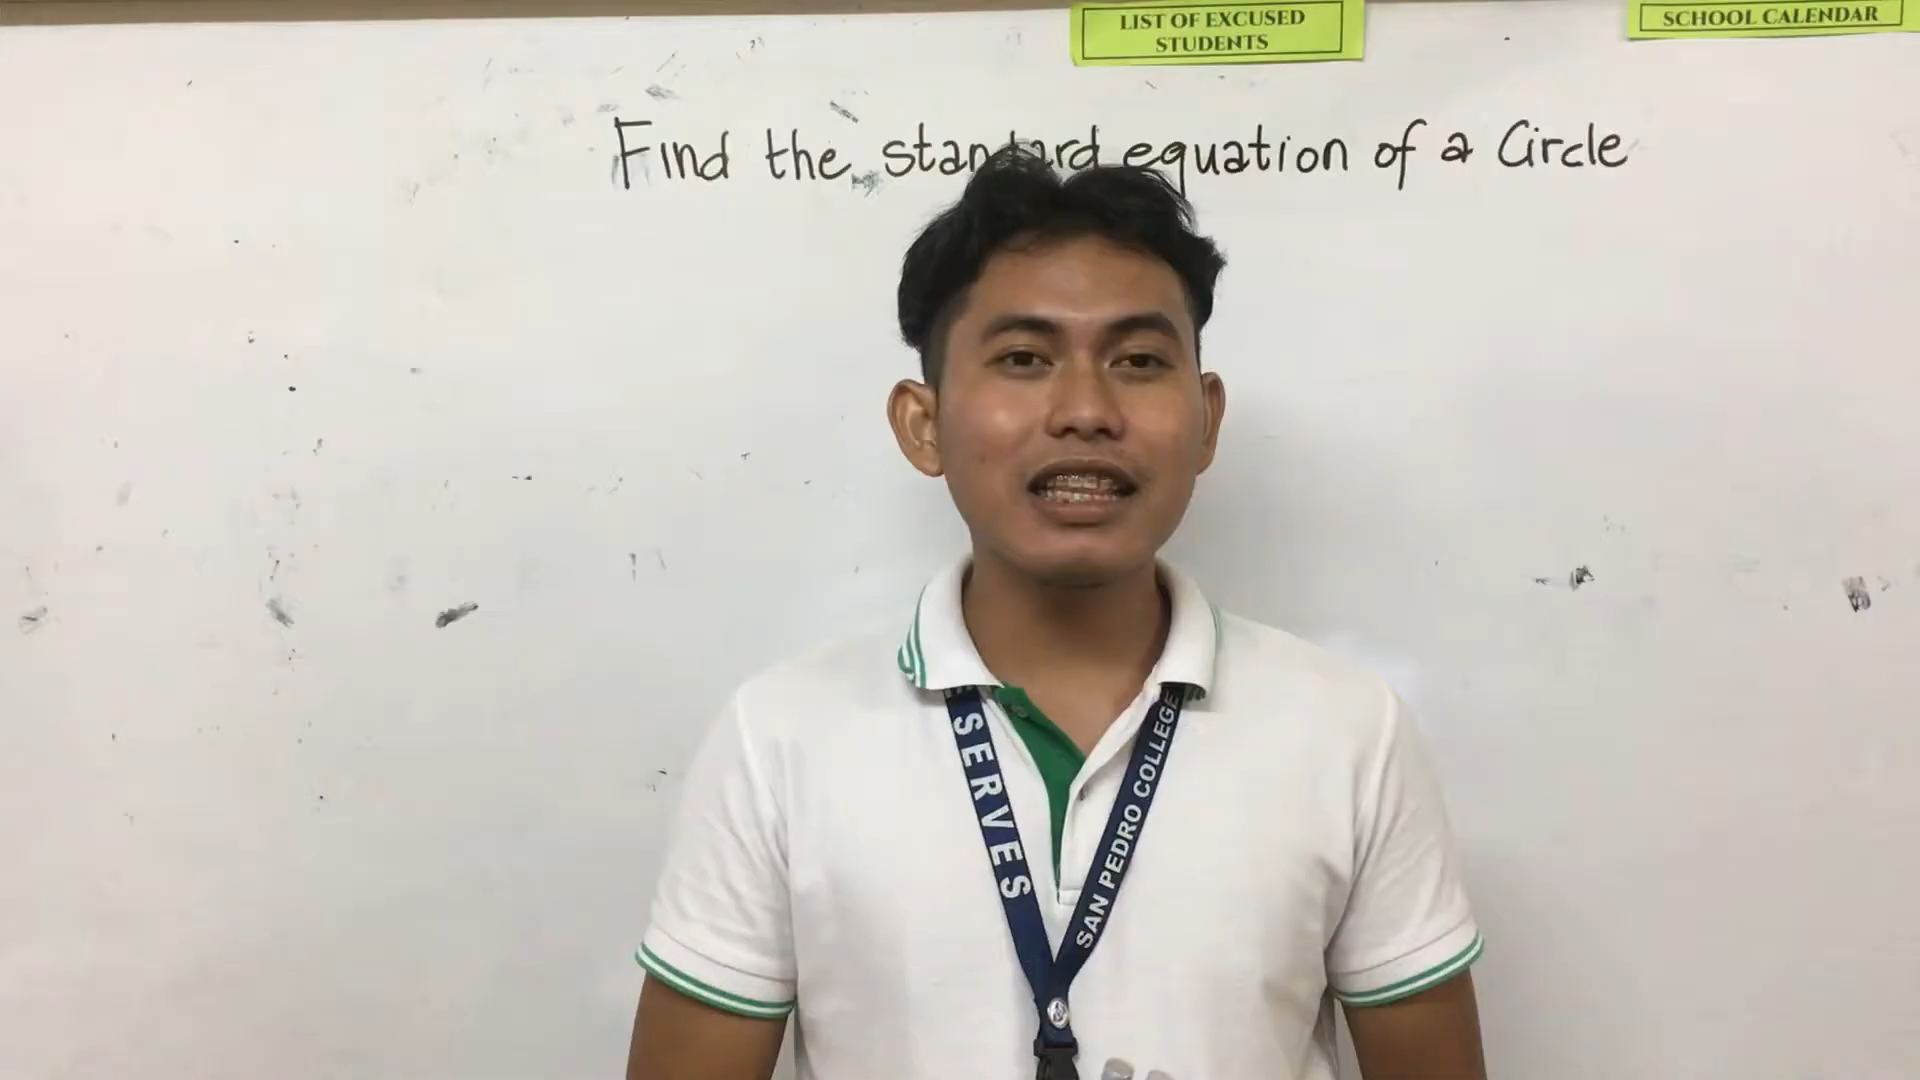 LIST OF EXCUSED
STUDENTS
SCHOOL CALENDAR
Find the standard equation of a Circle
SERVES
SAN PEDRO COLLEGE